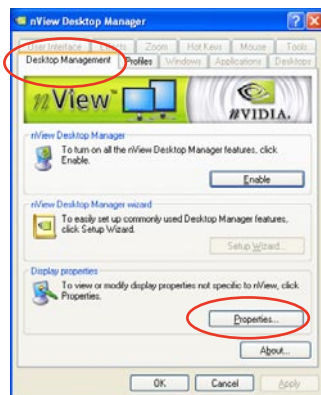 nView Desktop Manager
User Interface Effects Zoom Hot Keys Mouse Tools
Desktop Management Profiles Windows Applications Desktops
nView
nVIDIA.
nView Desktop Manager
To turn on all the nView Desktop Manager features, click
Enable.
Enable
nView Desktop Manager wizard
To easily set up commonly used Desktop Manager features,
click Setup Wizard.
Setup Wizard...
Display properties
To view or modify display properties not specific to nView, click
Properties.
Properties...
About...
OK Cancel Apply